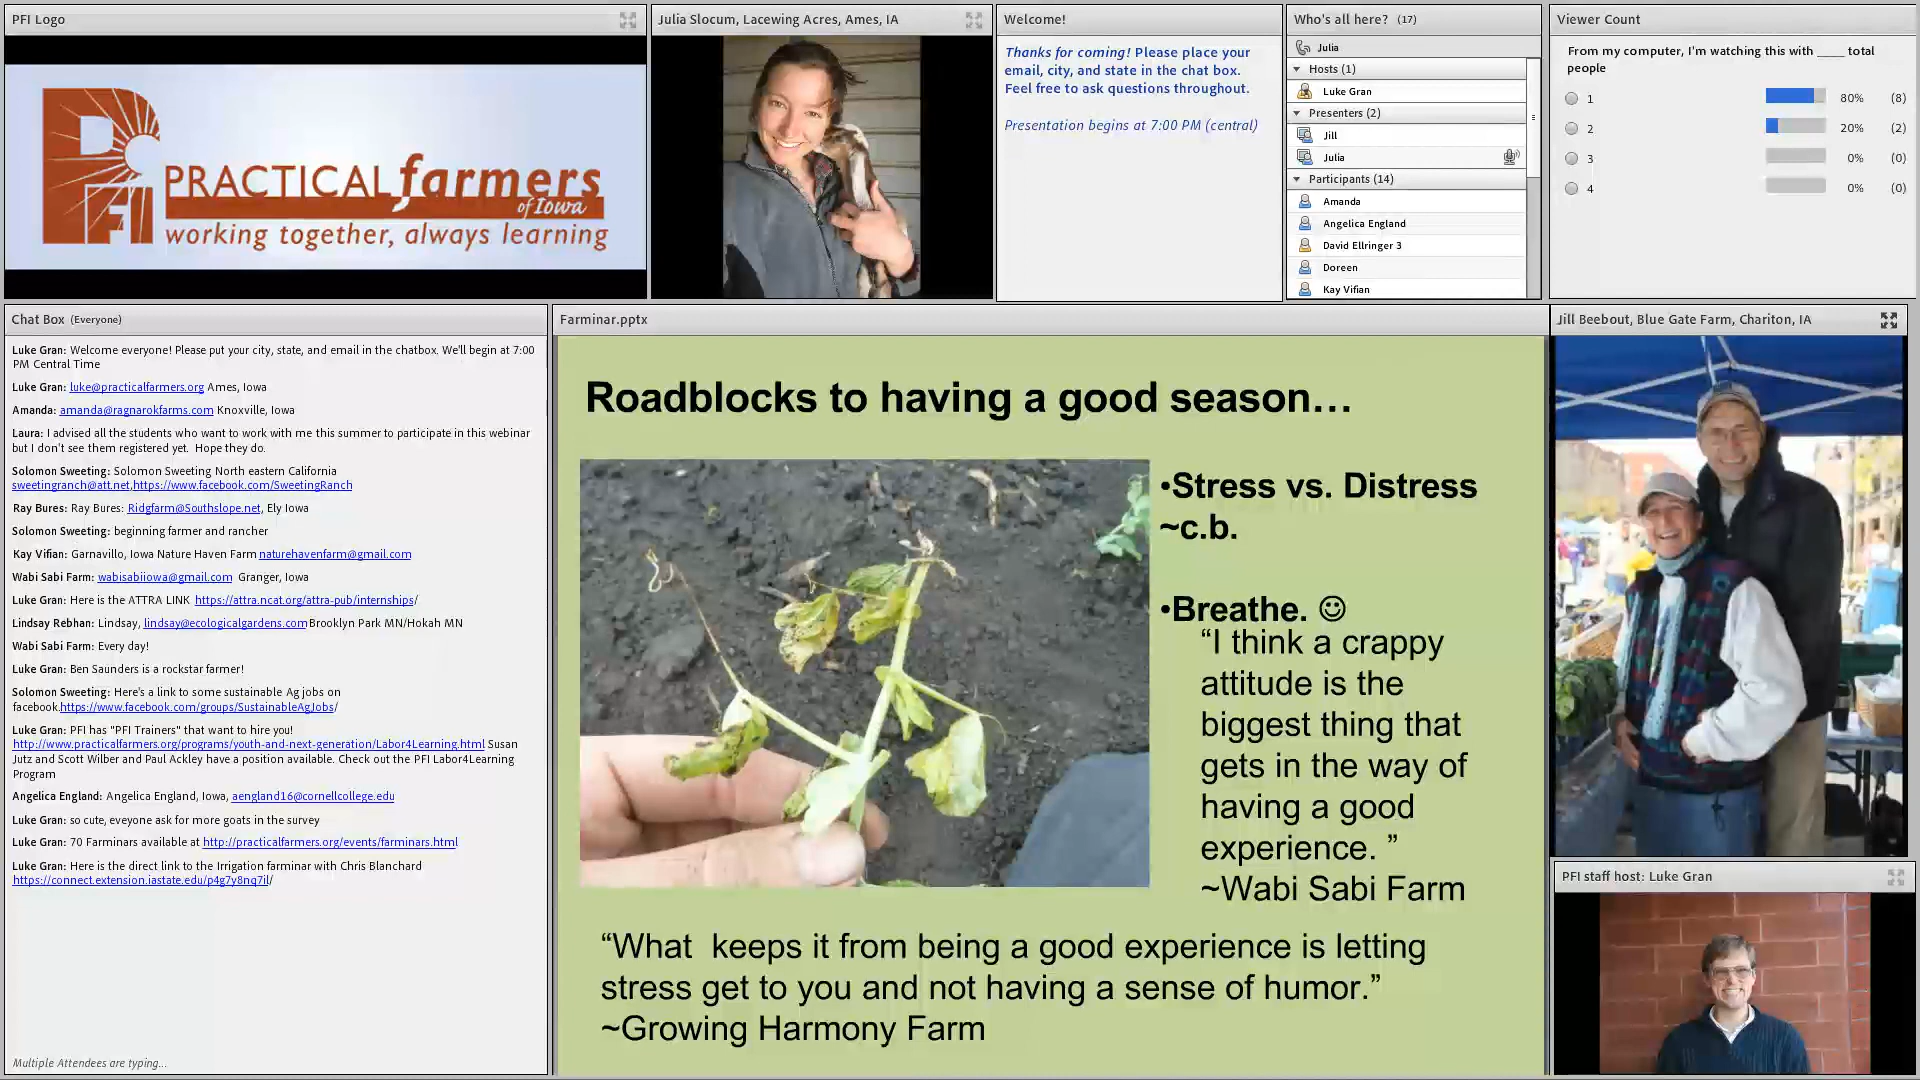 PFI Logo
PFI
PRACTICAL farmers
of Iowa
working together, always learning
Julia Slocum, Lacewing Acres, Ames, IA
Welcome!
Thanks for coming! Please place your
email, city, and state in the chat box.
Feel free to ask questions throughout.
Presentation begins at 7:00 PM (central)
Who's all here? (17)
Julia
Hosts (1)
Luke Gran
Presenters (2)
Jill
Julia
Participants (14)
Amanda
Angelica England
David Ellringer 3
Doreen
Kay Vifian
Viewer Count
From my computer, I'm watching this with ____ total
people
1 80% (8)
2 20% (2)
3 0% (0)
4 0% (0)
Chat Box (Everyone)
Luke Gran: Welcome everyone! Please put your city, state, and email in the chatbox. We'll begin at 7:00
PM Central Time
Luke Gran: luke@practicalfarmers.org Ames, Iowa
Amanda: amanda@ragnarokfarms.com Knoxville, Iowa
Laura: I advised all the students who want to work with me this summer to participate in this webinar
but I don't see them registered yet. Hope they do.
Solomon Sweeting: Solomon Sweeting North eastern California
sweetingranch@att.net,https://www.facebook.com/SweetingRanch
Ray Bures: Ray Bures: Ridgfarm@Southslope.net, Ely Iowa
Solomon Sweeting: beginning farmer and rancher
Kay Vifian: Garnavillo, Iowa Nature Haven Farm naturehavenfarm@gmail.com
Wabi Sabi Farm: wabisabiiowa@gmail.com Granger, Iowa
Luke Gran: Here is the ATTRA LINK https://attra.ncat.org/attra-pub/internships/
Lindsay Rebhan: Lindsay, lindsay@ecologicalgardens.com Brooklyn Park MN/Hokah MN
Wabi Sabi Farm: Every day!
Luke Gran: Ben Saunders is a rockstar farmer!
Solomon Sweeting: Here's a link to some sustainable Ag jobs on
facebook.https://www.facebook.com/groups/SustainableAgJobs/
Luke Gran: PFI has "PFI Trainers" that want to hire you!
http://www.practicalfarmers.org/programs/youth-and-next-generation/Labor4Learning.html Susan
Jutz and Scott Wilber and Paul Ackley have a position available. Check out the PFI Labor4Learning
Program
Angelica England: Angelica England, Iowa, aengland16@cornellcollege.edu
Luke Gran: so cute, eveyone ask for more goats in the survey
Luke Gran: 70 Farminars available at http://practicalfarmers.org/events/farminars.html
Luke Gran: Here is the direct link to the Irrigation farminar with Chris Blanchard
https://connect.extension.iastate.edu/p4g7y8nq7il/
Multiple Attendees are typing...
Farminar.pptx
Roadblocks to having a good season…
•Stress vs. Distress
~c.b.
•Breathe. ☺
“I think a crappy
attitude is the
biggest thing that
gets in the way of
having a good
experience. ”
~Wabi Sabi Farm
“What keeps it from being a good experience is letting
stress get to you and not having a sense of humor.”
~Growing Harmony Farm
Jill Beebout, Blue Gate Farm, Chariton, IA
PFI staff host: Luke Gran